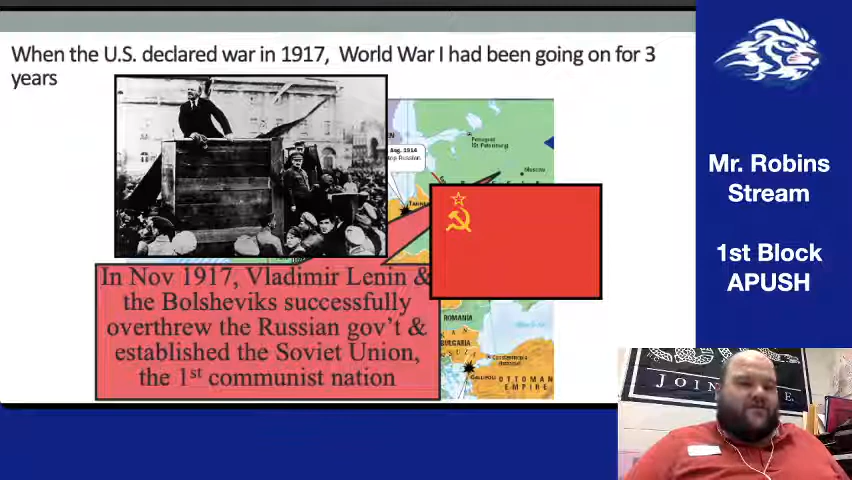 When the U.S. declared war in 1917, World War I had been going on for 3
years
Aug. 1914
Petrograd
(St. Petersburg)
Moscow
In Nov 1917, Vladimir Lenin &
the Bolsheviks successfully
overthrew the Russian gov't &
established the Soviet Union,
the 1st communist nation
ROMANIA
BULGARIA
GALLIPOLI
OTTOMAN
EMPIRE
Mr. Robins
Stream
1st Block
APUSH
JOIN